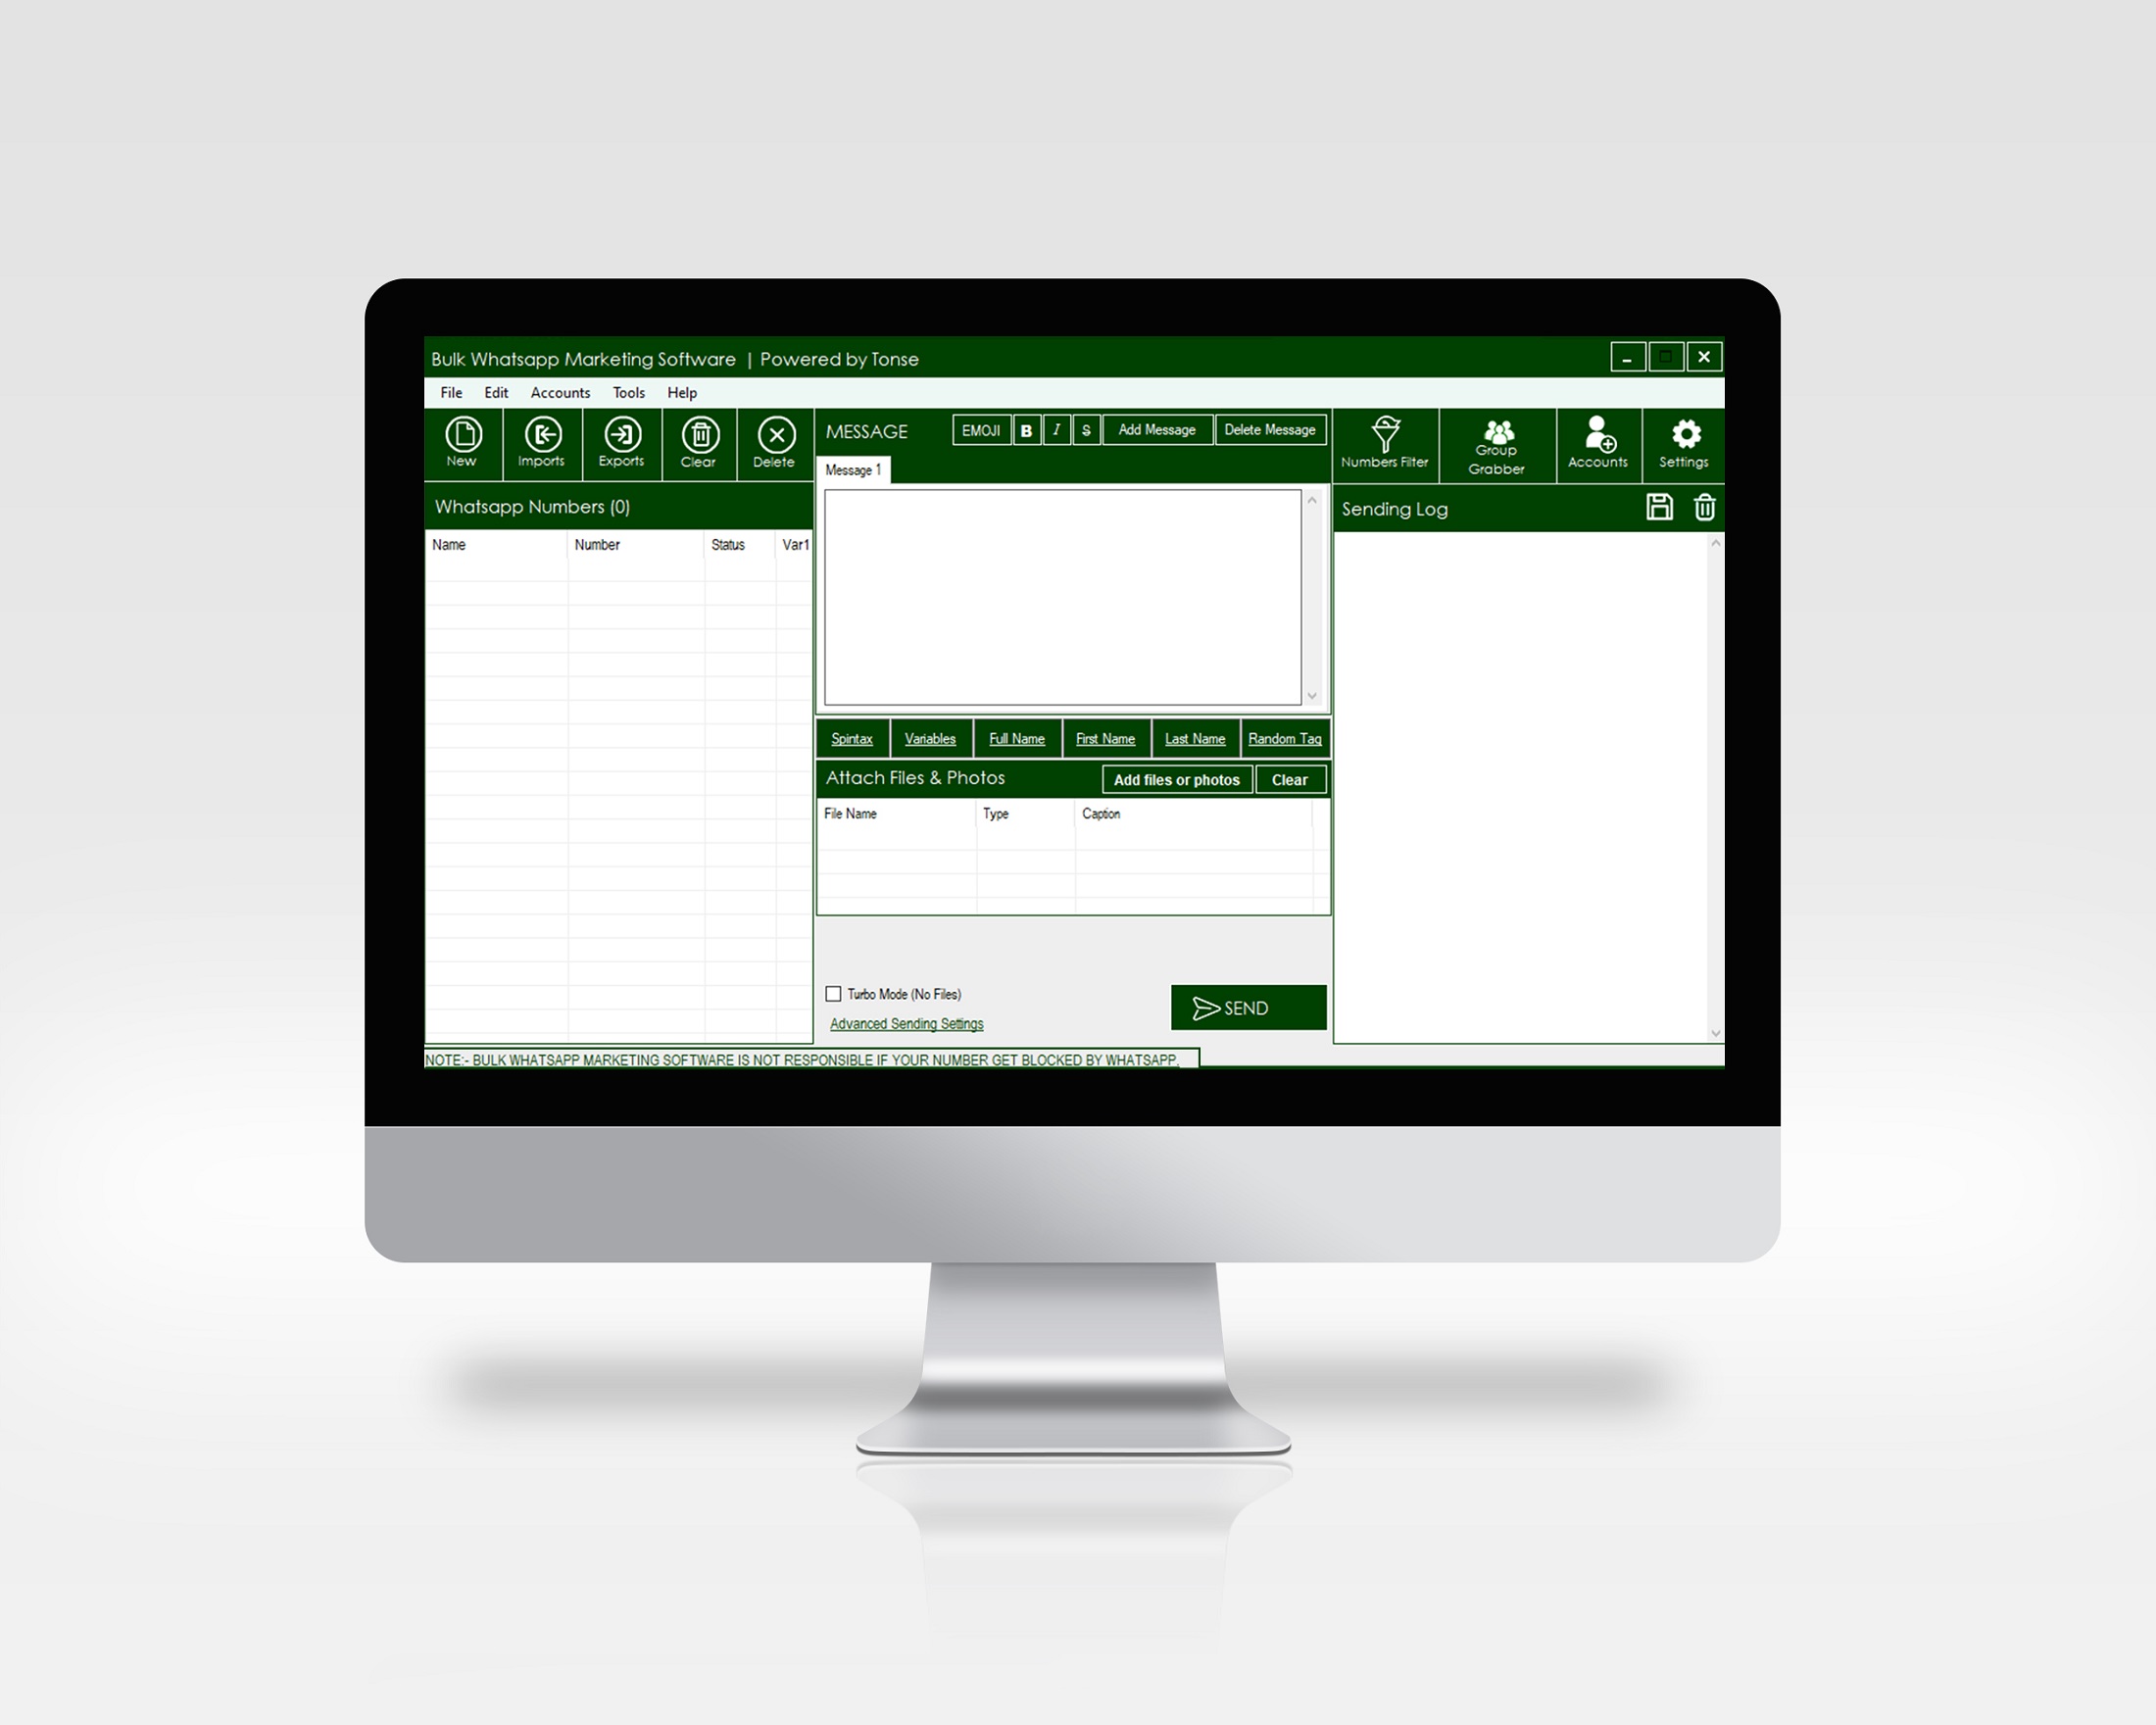 Bulk Whatsapp Marketing Software | Powered by Tonse
File Edit Accounts Tools Help
New Imports Exports Clear Delete
Whatsapp Numbers (0)
Name Number Status Var1
MESSAGE EMOJI B I S Add Message Delete Message
Message 1
Spintax Variables Full Name First Name Last Name Random Tag
Attach Files & Photos Add files or photos Clear
File Name Type Caption
Turbo Mode (No Files)
Advanced Sending Settings
SEND
Numbers Filter Group Grabber Accounts Settings
Sending Log
NOTE:- BULK WHATSAPP MARKETING SOFTWARE IS NOT RESPONSIBLE IF YOUR NUMBER GET BLOCKED BY WHATSAPP.